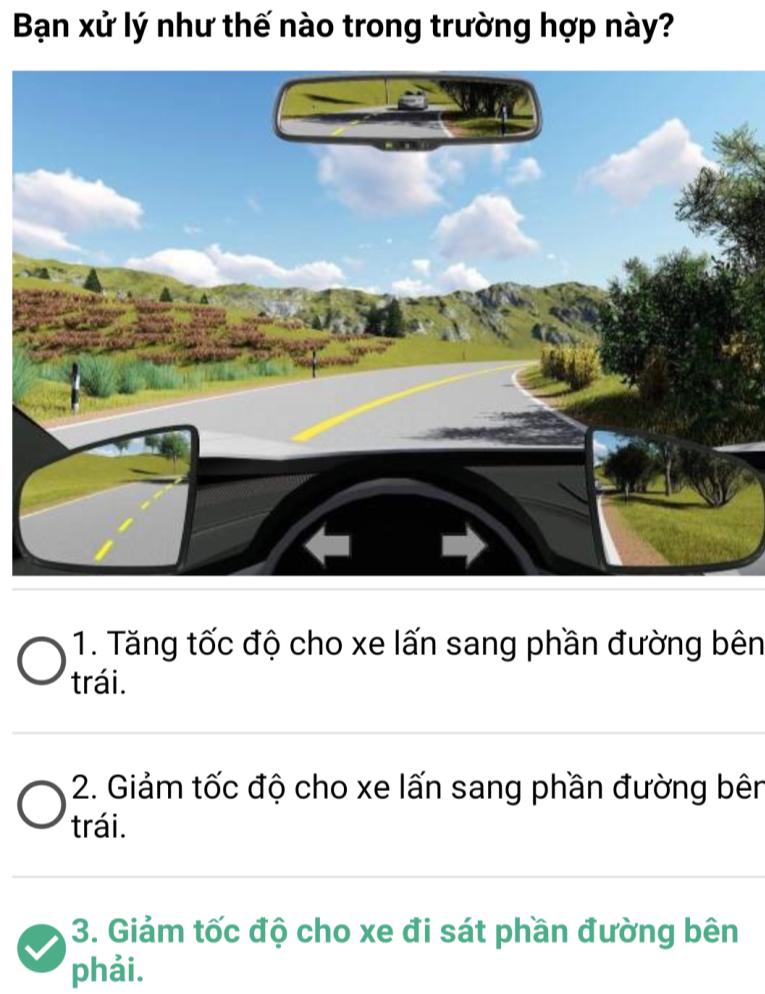 Bạn xử lý như thế nào trong trường hợp này?
1. Tăng tốc độ cho xe lấn sang phần đường bên
trái.
2. Giảm tốc độ cho xe lấn sang phần đường bên
trái.
3. Giảm tốc độ cho xe đi sát phần đường bên
phải.